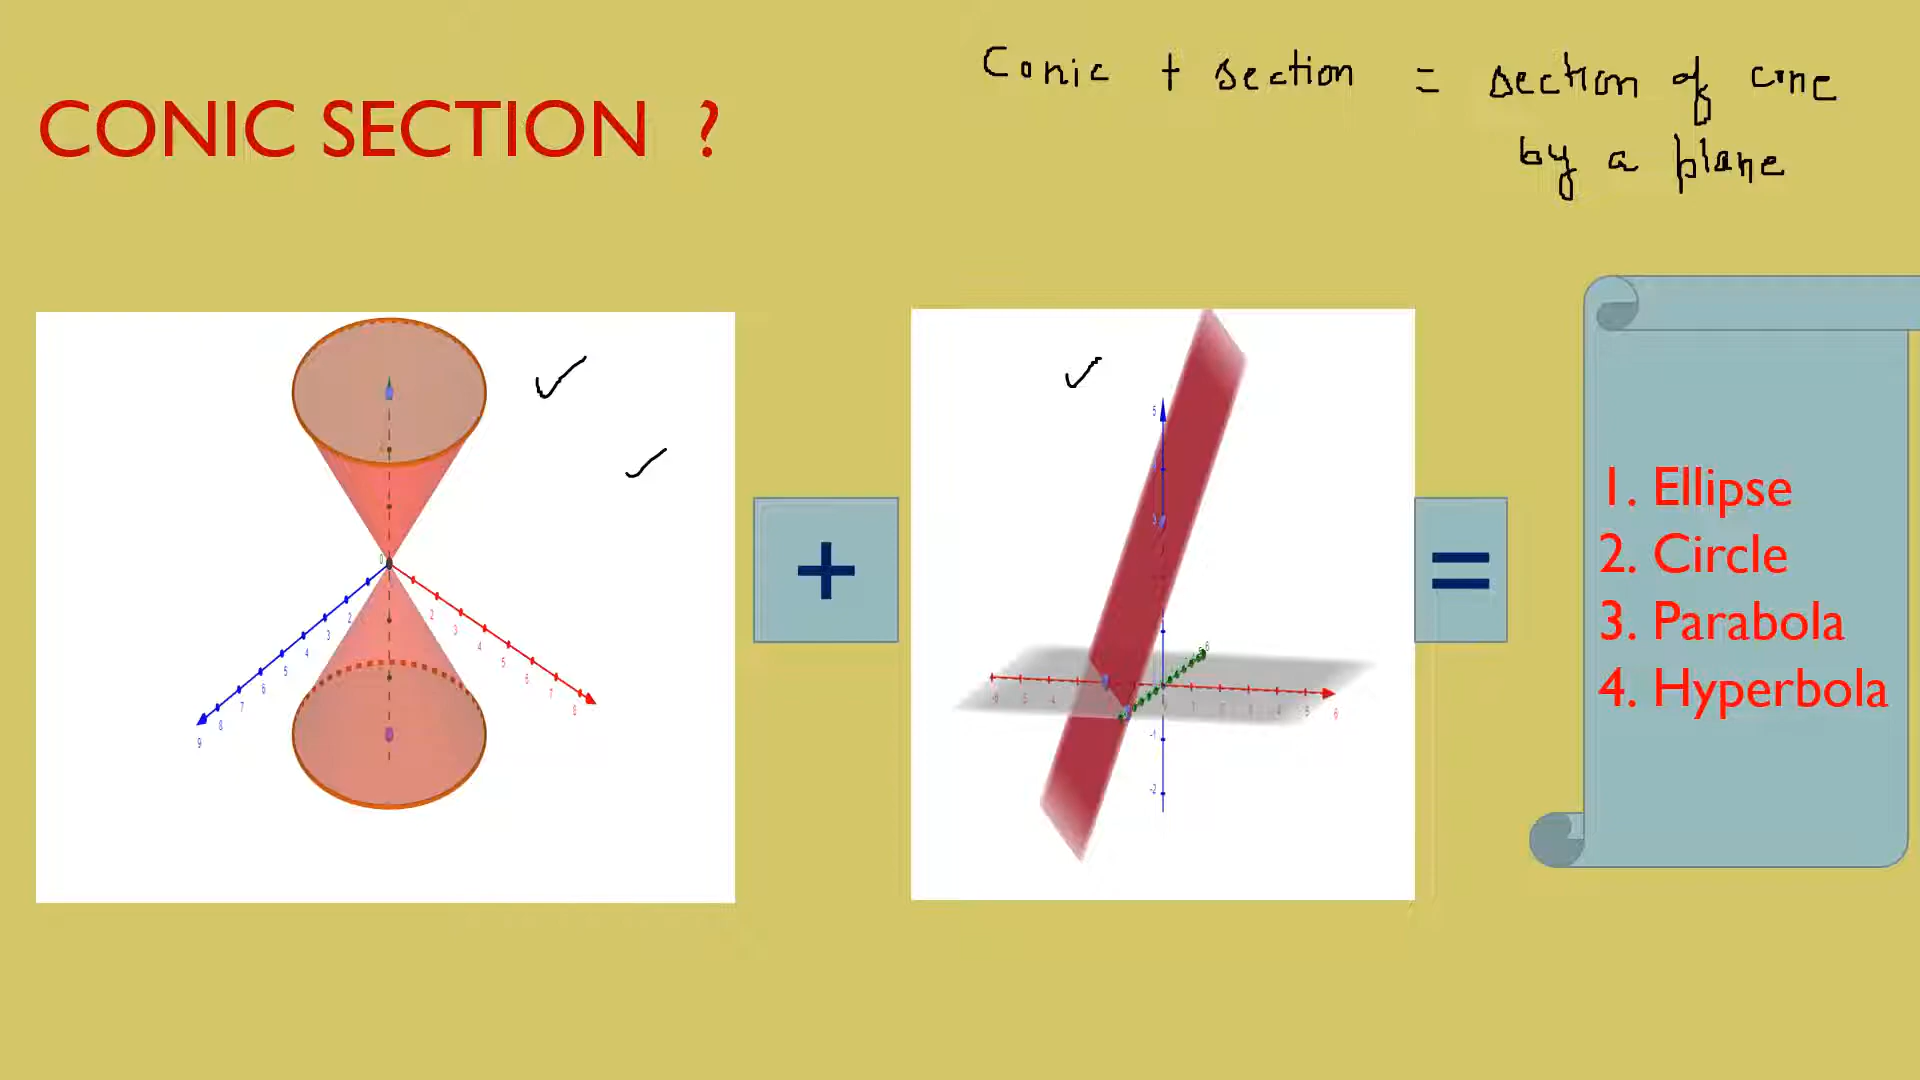 Conic + section = section of cone
by a plane
CONIC SECTION ?
+
=
1. Ellipse
2. Circle
3. Parabola
4. Hyperbola